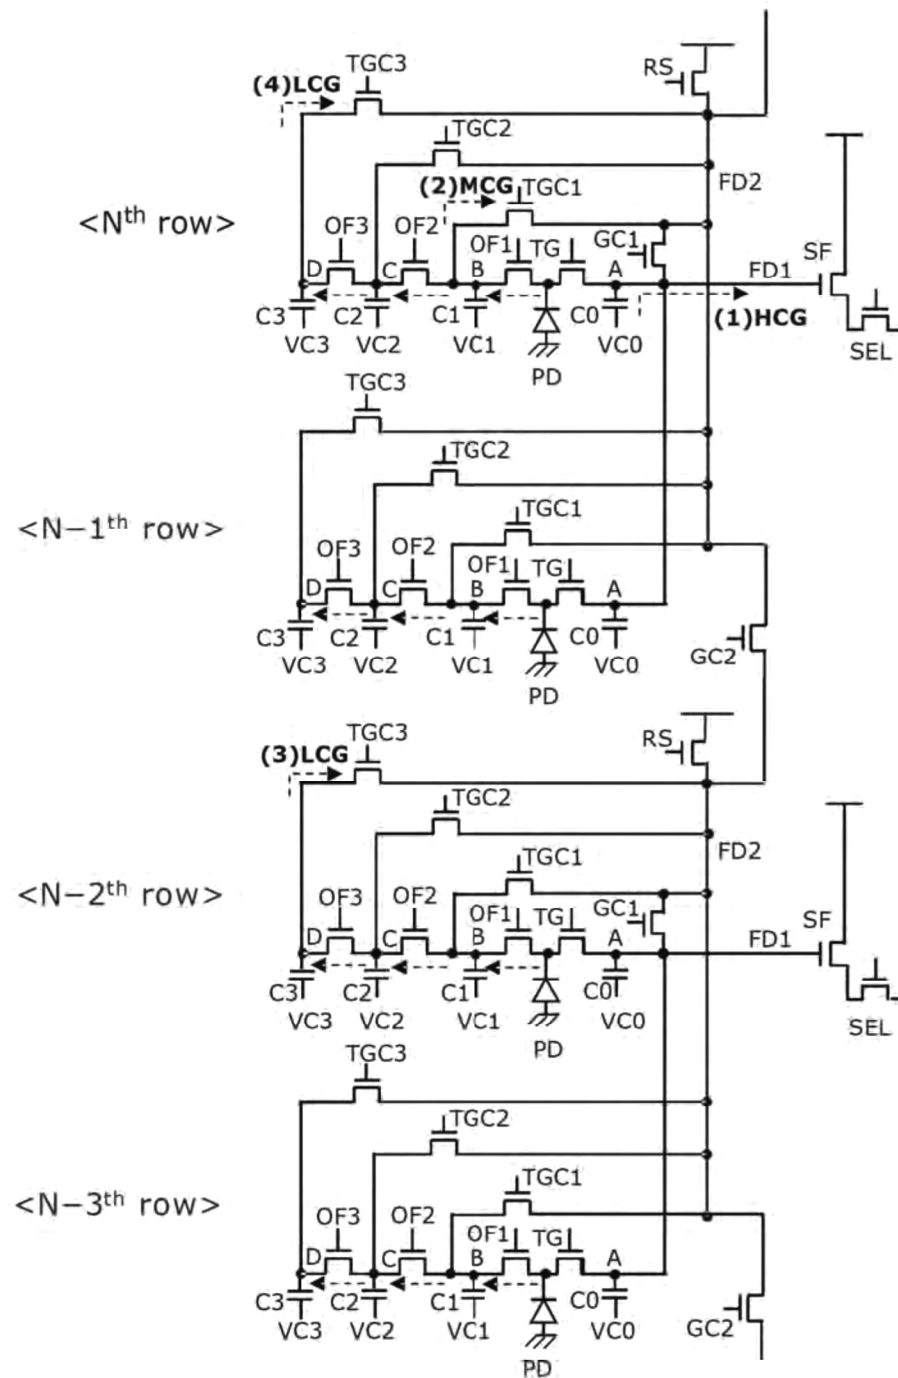 TGC3
RS
(4)LCG
TGC2
FD2
(2)MCG
TGC1
<Nth row>
OF3
OF2
OF1
TG
GC1
SF
D
C
B
A
FD1
C3
C2
C1
C0
(1)HCG
VC3
VC2
VC1
VC0
SEL
PD
TGC3
TGC2
TGC1
<N−1th row>
OF3
OF2
OF1
TG
D
C
B
A
C3
C2
C1
C0
VC3
VC2
VC1
VC0
GC2
PD
TGC3
RS
(3)LCG
TGC2
FD2
TGC1
<N−2th row>
OF3
OF2
OF1
TG
GC1
SF
D
C
B
A
FD1
C3
C2
C1
C0
VC3
VC2
VC1
VC0
SEL
PD
TGC3
TGC2
TGC1
<N−3th row>
OF3
OF2
OF1
TG
D
C
B
A
C3
C2
C1
C0
VC3
VC2
VC1
VC0
GC2
PD